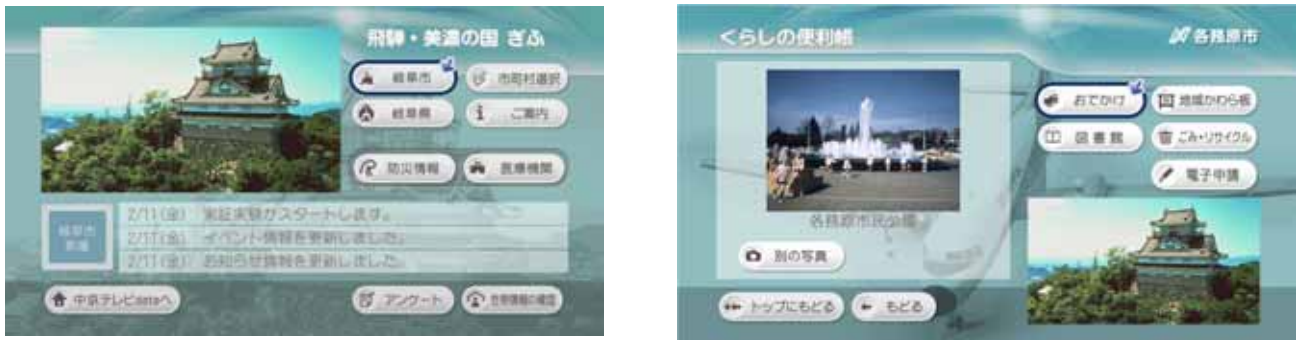 飛騨・美濃の国 ぎふ
岐阜市
市町村選択
岐阜県
ご案内
防災情報
医療機関
岐阜市
2/11(金) 実証実験がスタートします。
2/11(金) イベント情報を更新しました。
2/11(金) お知らせ情報を更新しました。
中京テレビdataへ
アンケート
くらしの便利帳
各務原市
おでかけ
地域かわら板
図書館
ごみ・リサイクル
電子申請
各務原市民公園
別の写真
トップにもどる
もどる